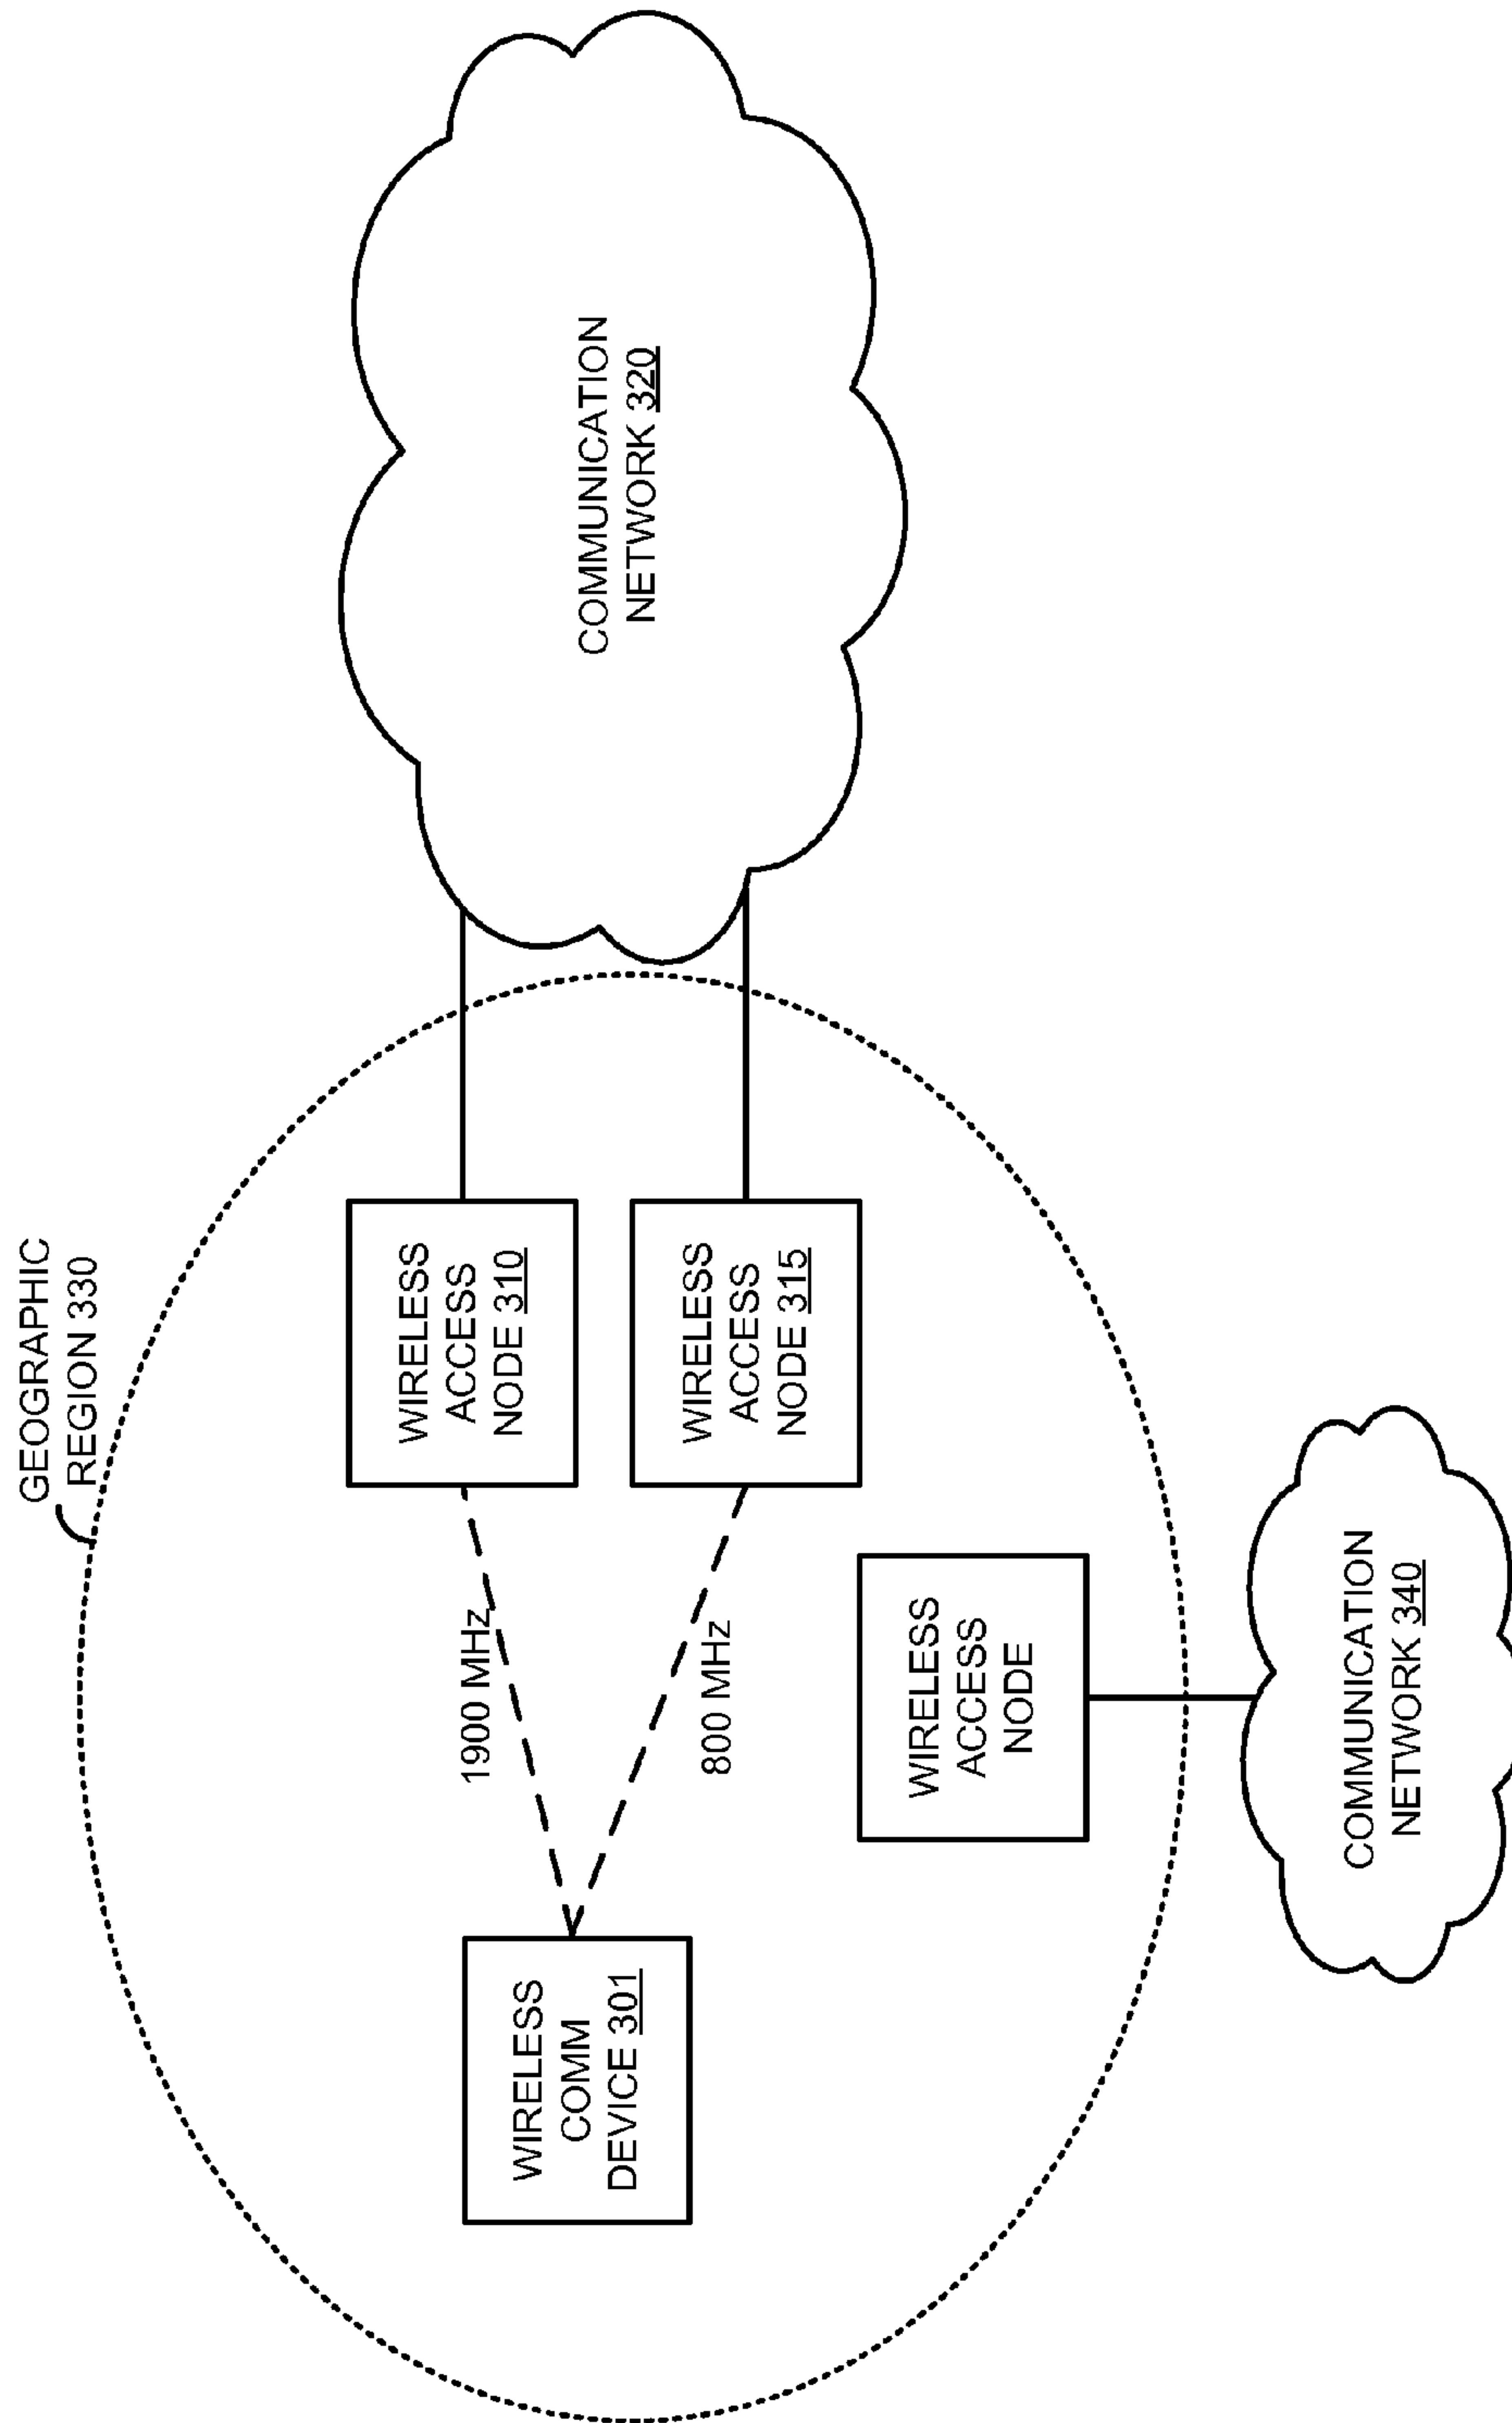 GEOGRAPHIC
REGION 330
WIRELESS
COMM
DEVICE 301
1900 MHz
800 MHz
WIRELESS
ACCESS
NODE 310
WIRELESS
ACCESS
NODE 315
WIRELESS
ACCESS
NODE
COMMUNICATION
NETWORK 320
COMMUNICATION
NETWORK 340